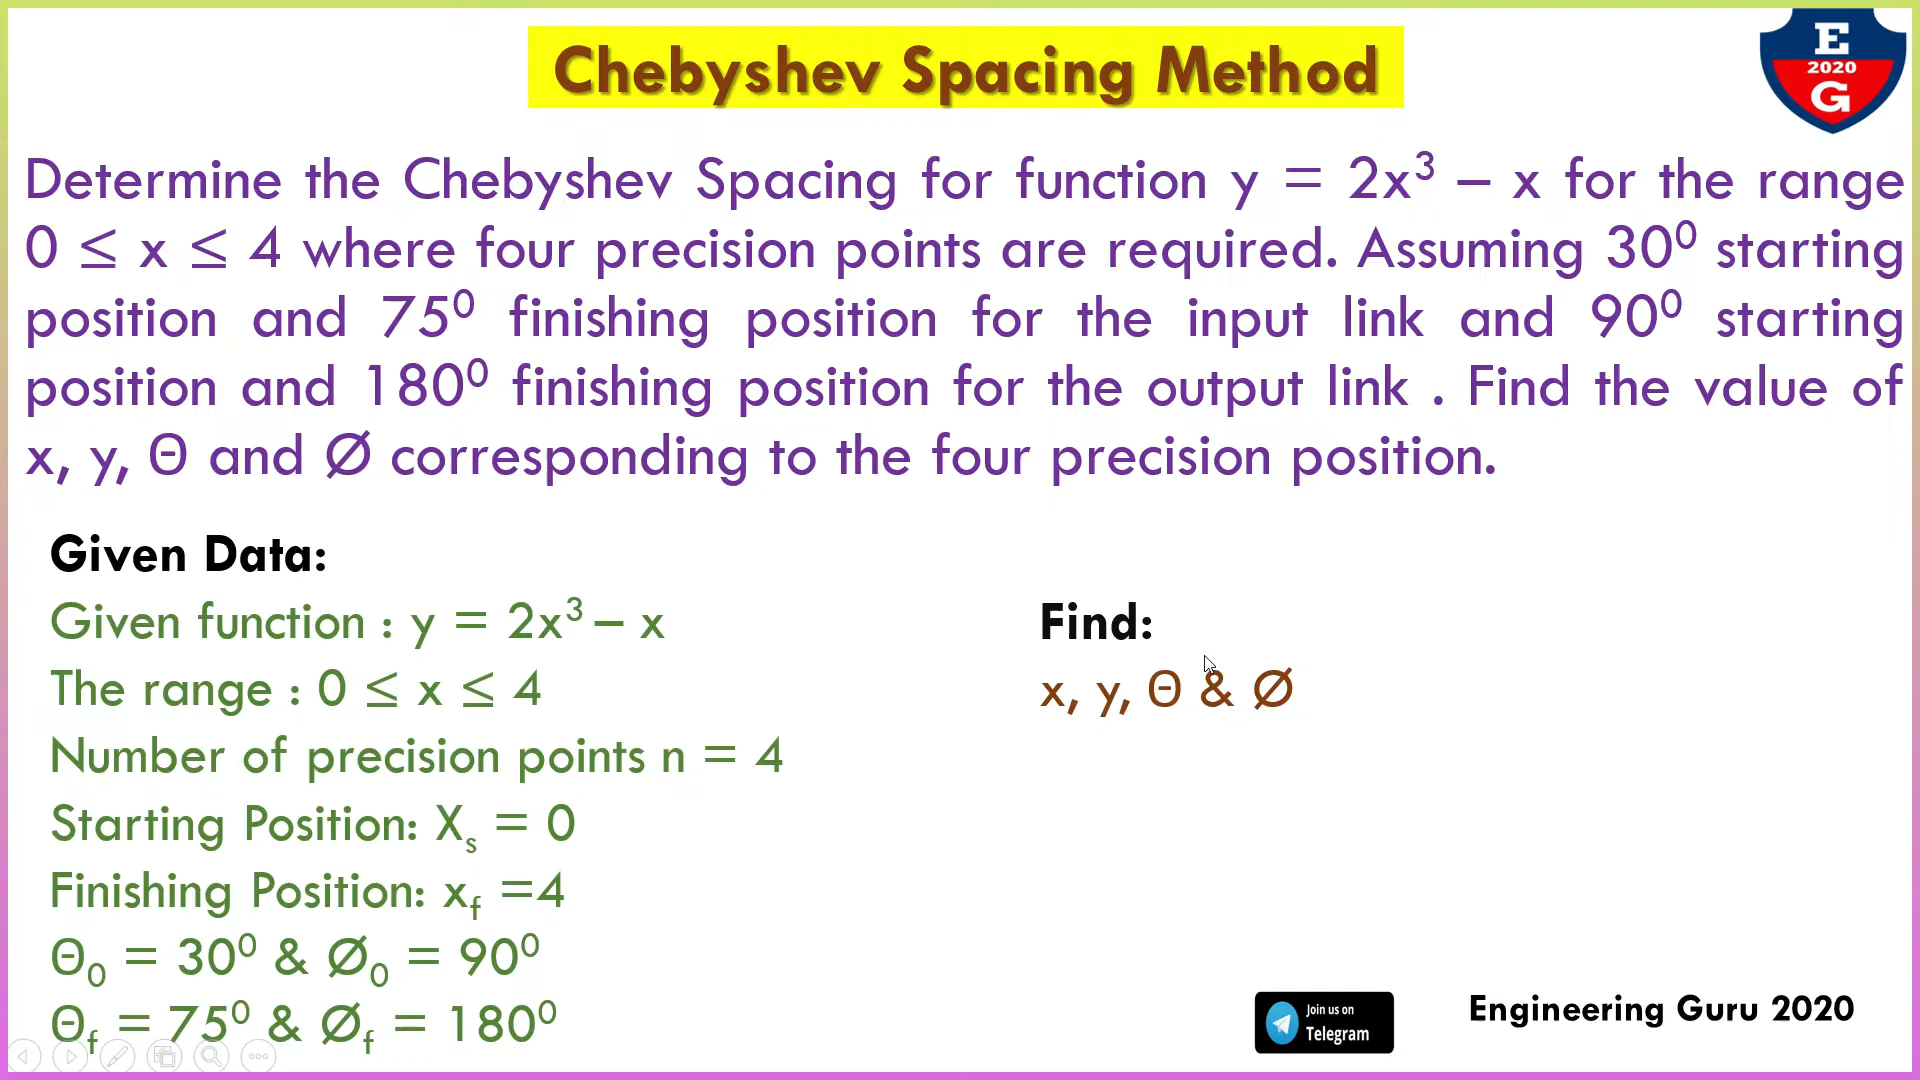 Chebyshev Spacing Method
E
2020
G
Determine the Chebyshev Spacing for function y = 2x³ – x for the range
0 ≤ x ≤ 4 where four precision points are required. Assuming 30⁰ starting
position and 75⁰ finishing position for the input link and 90⁰ starting
position and 180⁰ finishing position for the output link . Find the value of
x, y, Θ and Ø corresponding to the four precision position.
Given Data:
Given function : y = 2x³ – x
The range : 0 ≤ x ≤ 4
Number of precision points n = 4
Starting Position: Xₛ = 0
Finishing Position: x_f =4
Θ₀ = 30⁰ & Ø₀ = 90⁰
Θ_f = 75⁰ & Ø_f = 180⁰
Find:
x, y, Θ & Ø
Join us on
Telegram
Engineering Guru 2020